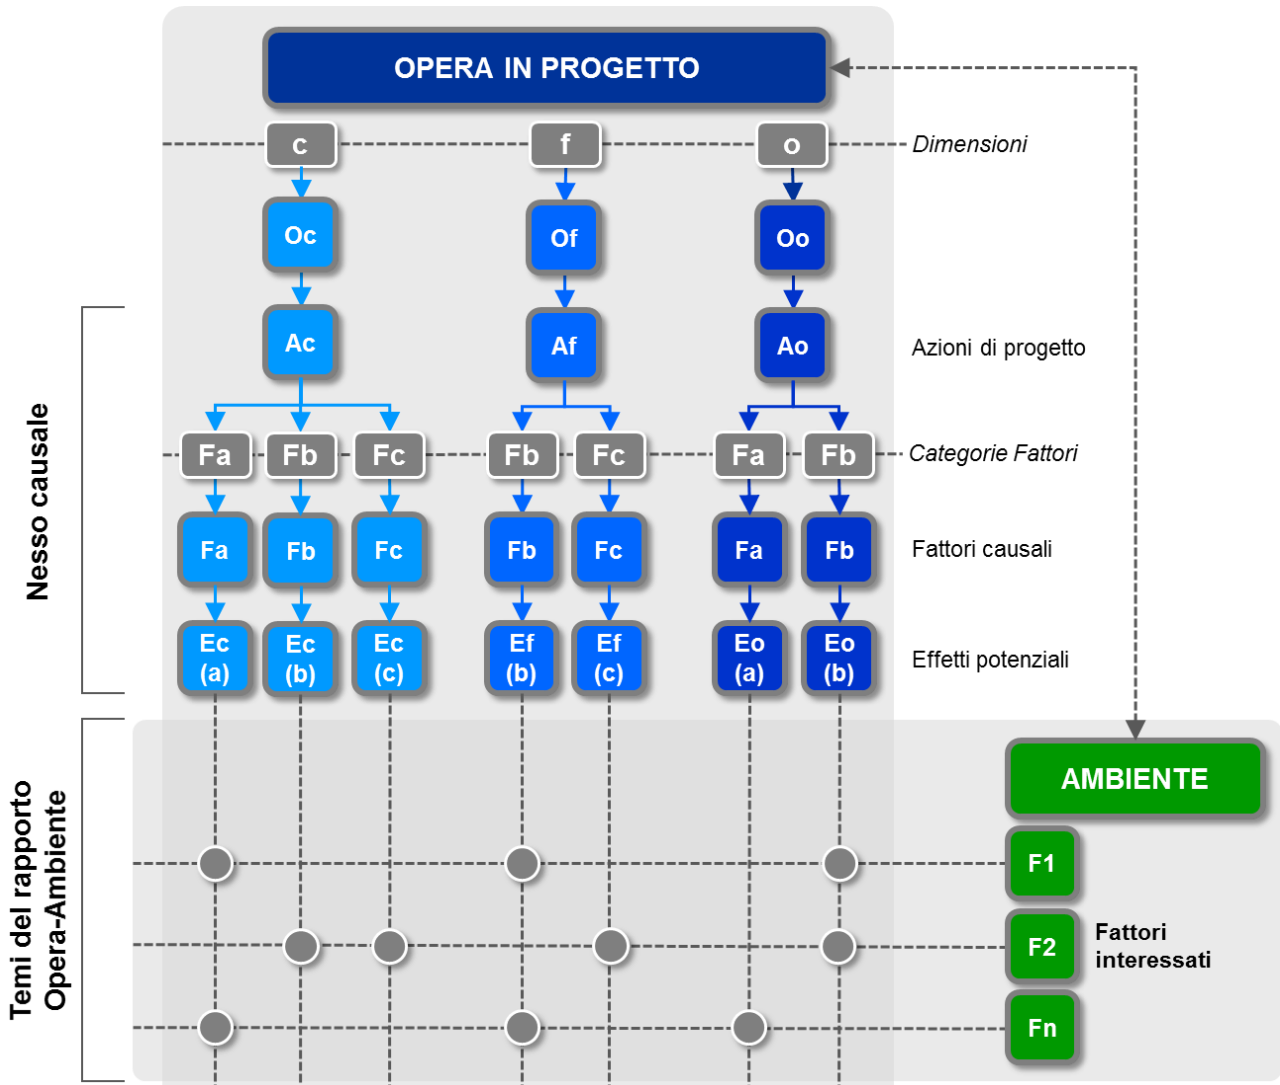 OPERA IN PROGETTO
c
f
o
Dimensioni
Oc
Of
Oo
Ac
Af
Ao
Azioni di progetto
Nesso causale
Fa
Fb
Fc
Fb
Fc
Fa
Fb
Categorie Fattori
Fa
Fb
Fc
Fb
Fc
Fa
Fb
Fattori causali
Ec
(a)
Ec
(b)
Ec
(c)
Ef
(b)
Ef
(c)
Eo
(a)
Eo
(b)
Effetti potenziali
Temi del rapporto
Opera-Ambiente
AMBIENTE
F1
F2
Fattori
interessati
Fn